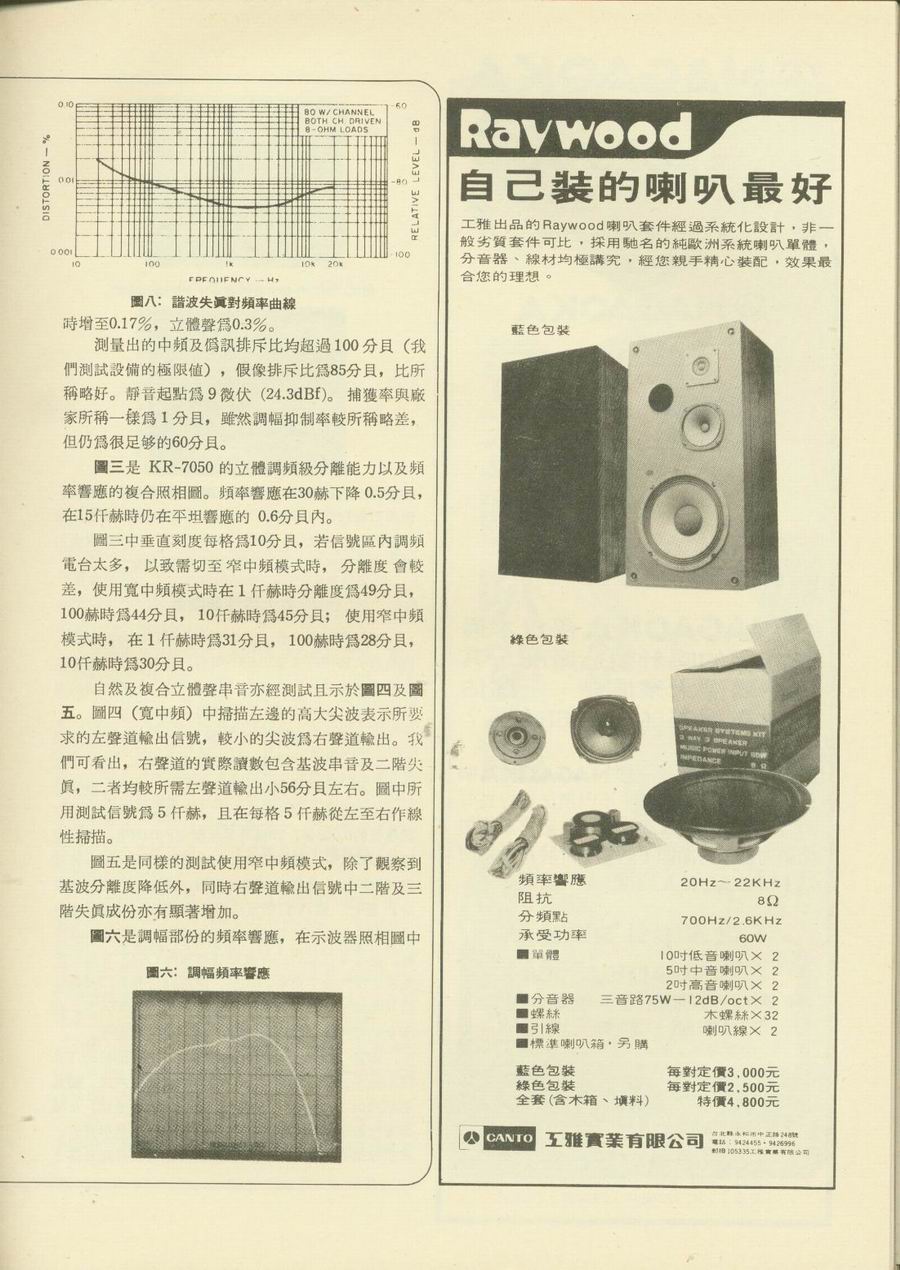 0.10
0.01
0.001
DISTORTION — %
80 W/CHANNEL
BOTH CH. DRIVEN
8-OHM LOADS
-60
-80
-100
RELATIVE LEVEL — dB
10 100 1k 10k 20k
FREQUENCY — Hz
圖八：諧波失眞對頻率曲線
時增至0.17%，立體聲爲0.3%。
測量出的中頻及僞訊排斥比均超過100分貝（我
們測試設備的極限値），假像排斥比爲85分貝，比所
稱略好。靜音起點爲9微伏（24.3dBf）。捕獲率與廠
家所稱一樣爲1分貝，雖然調幅抑制率較所稱略差，
但仍爲很足够的60分貝。
圖三是 KR-7050 的立體調頻級分離能力以及頻
率響應的複合照相圖。頻率響應在30赫下降 0.5分貝，
在15仟赫時仍在平坦響應的 0.6分貝內。
圖三中垂直刻度每格爲10分貝，若信號區內調頻
電台太多，以致需切至窄中頻模式時，分離度會較
差，使用寬中頻模式時在1仟赫時分離度爲49分貝，
100赫時爲44分貝，10仟赫時爲45分貝；使用窄中頻
模式時，在1仟赫時爲31分貝，100赫時爲28分貝，
10仟赫時爲30分貝。
自然及複合立體聲串音亦經測試且示於圖四及圖
五。圖四（寬中頻）中掃描左邊的高大尖波表示所要
求的左聲道輸出信號，較小的尖波爲右聲道輸出。我
們可看出，右聲道的實際讀數包含基波串音及二階失
眞，二者均較所需左聲道輸出小56分貝左右。圖中所
用測試信號爲5仟赫，且在每格5仟赫從左至右作線
性掃描。
圖五是同樣的測試使用窄中頻模式，除了觀察到
基波分離度降低外，同時右聲道輸出信號中二階及三
階失眞成份亦有顯著增加。
圖六是調幅部份的頻率響應，在示波器照相圖中
圖六：調幅頻率響應
Raywood
自己裝的喇叭最好
工雅出品的Raywood喇叭套件經過系統化設計，非一
般劣質套件可比，採用馳名的純歐洲系統喇叭單體，
分音器、線材均極講究，經您親手精心裝配，效果最
合您的理想。
藍色包裝
綠色包裝
SPEAKER SYSTEMS KIT
3 WAY 3 SPEAKER
MUSIC POWER INPUT 60W
IMPEDANCE 8 Ω
頻率響應 20Hz～22KHz
阻抗 8Ω
分頻點 700Hz/2.6KHz
承受功率 60W
■單體 10吋低音喇叭× 2
5吋中音喇叭× 2
2吋高音喇叭× 2
■分音器 三音路75W－12dB/oct× 2
■螺絲 木螺絲×32
■引線 喇叭線× 2
■標準喇叭箱，另購
藍色包裝 每對定價3,000元
綠色包裝 每對定價2,500元
全套(含木箱、塡料) 特價4,800元
CANTO 工雅實業有限公司
台北縣永和市中正路248號
電話：9424455・9426996
郵撥105335工雅實業有限公司